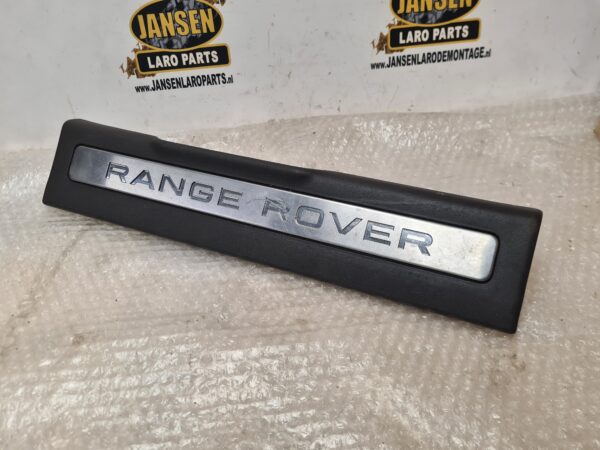 JANSEN
LARO PARTS
www.JANSENLAROPARTS.nl
JANSEN
LARO PARTS
www.JANSENLARODEMONTAGE.nl
RANGE ROVER